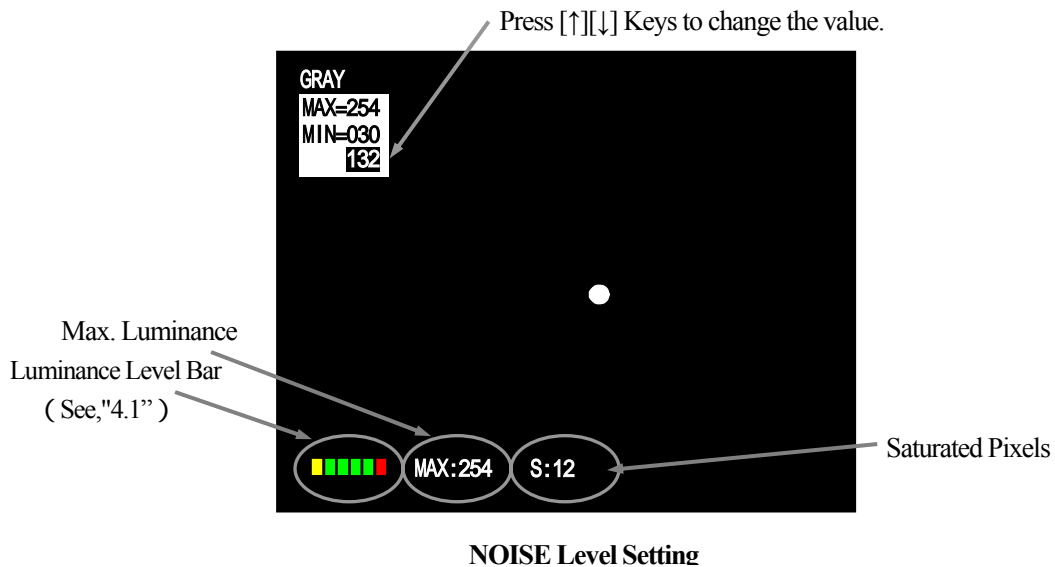 Press [↑][↓] Keys to change the value.
GRAY
MAX=254
MIN=030
132
Max. Luminance
Luminance Level Bar
( See,"4.1” )
MAX:254
S:12
Saturated Pixels
NOISE Level Setting